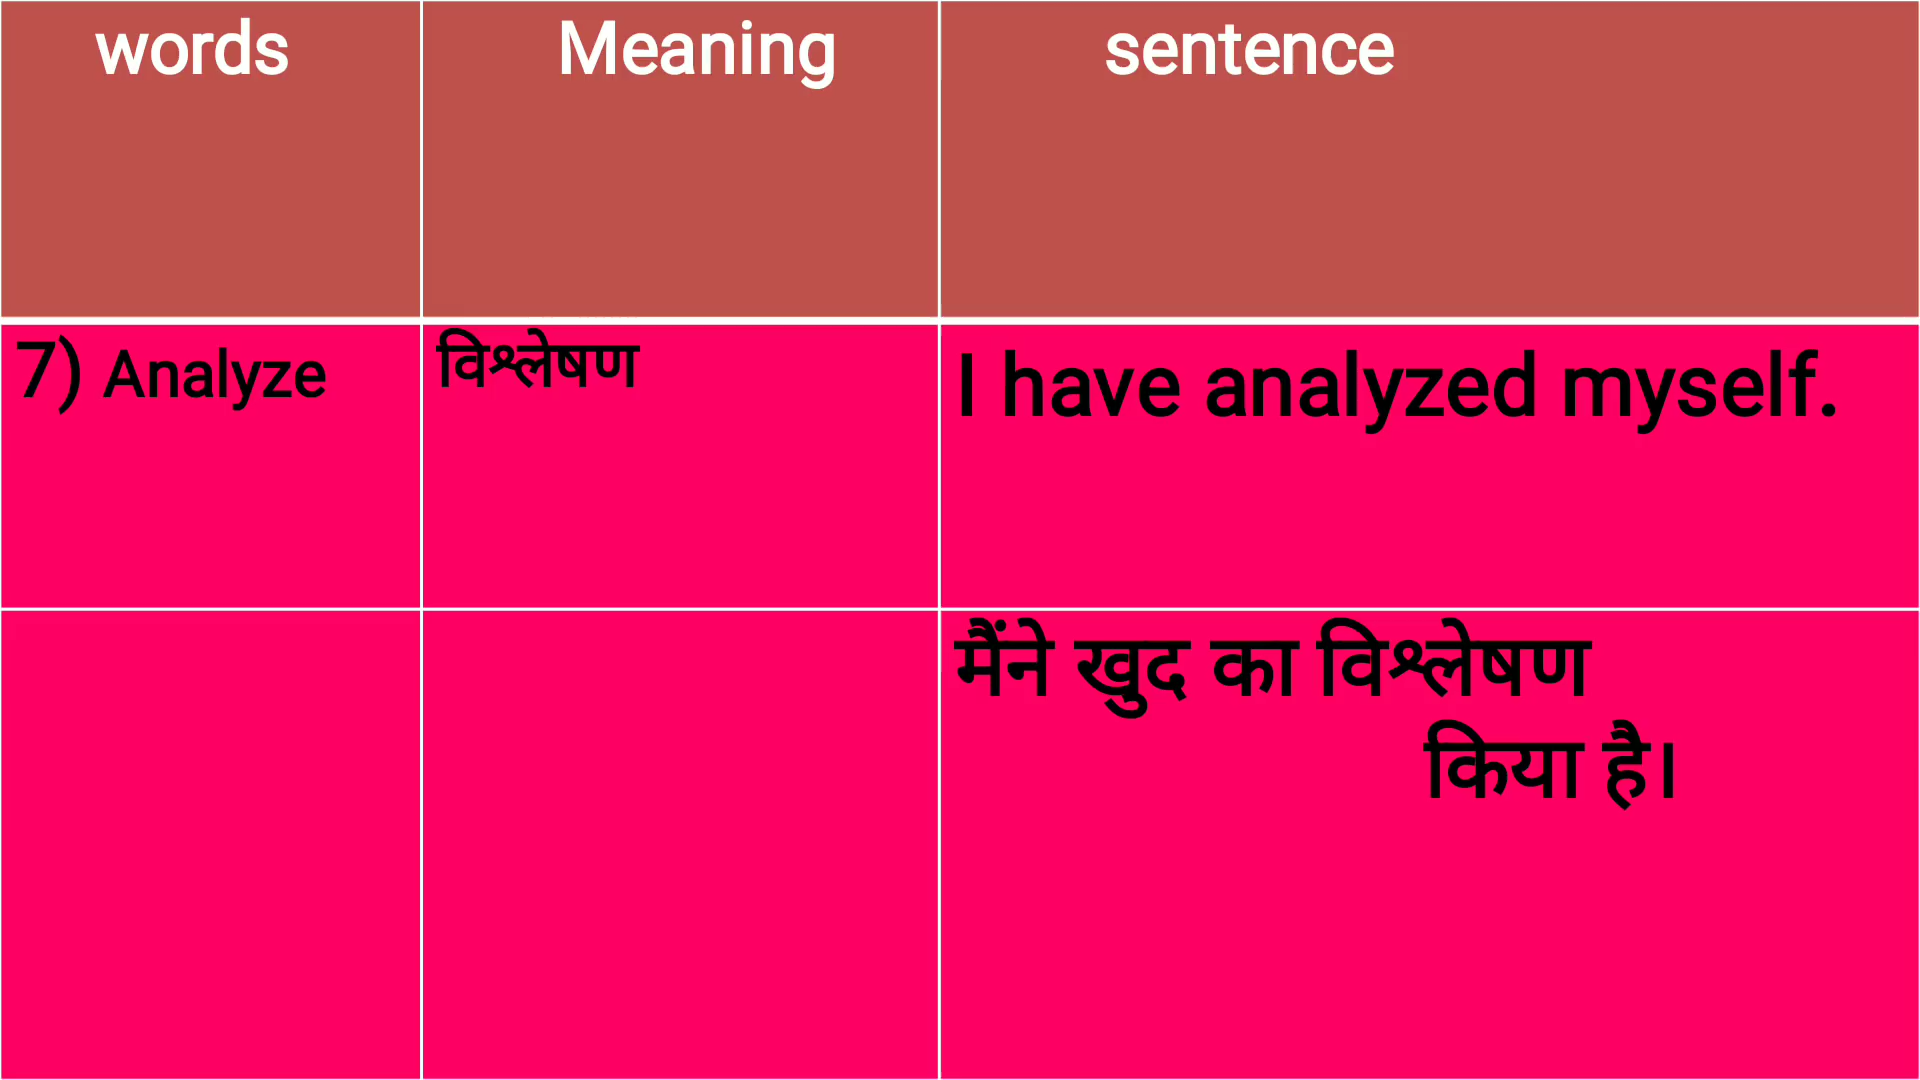 words
Meaning
sentence
7) Analyze
विश्लेषण
I have analyzed myself.
मैंने खुद का विश्लेषण
किया है।